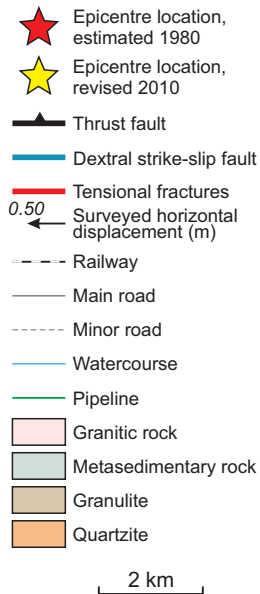 Epicentre location,
estimated 1980
Epicentre location,
revised 2010
Thrust fault
Dextral strike-slip fault
Tensional fractures
0.50
Surveyed horizontal
displacement (m)
Railway
Main road
Minor road
Watercourse
Pipeline
Granitic rock
Metasedimentary rock
Granulite
Quartzite
2 km